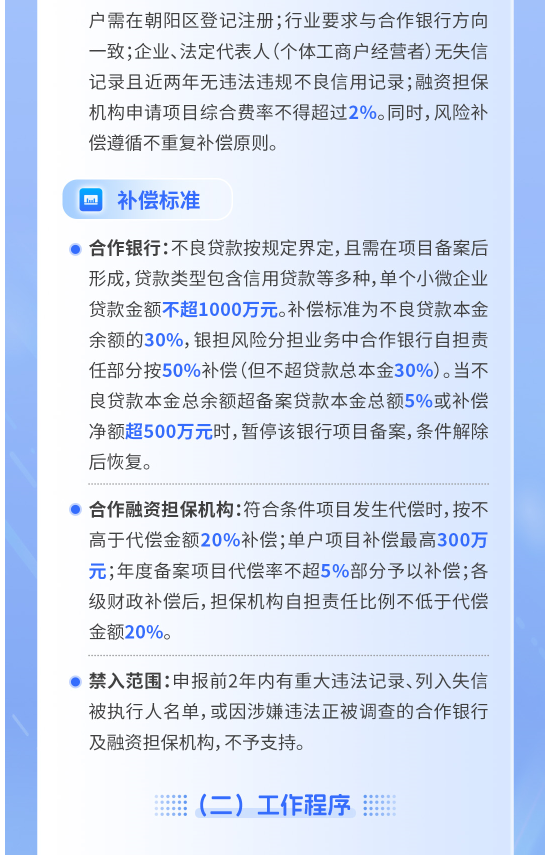 户需在朝阳区登记注册；行业要求与合作银行方向
一致；企业、法定代表人（个体工商户经营者）无失信
记录且近两年无违法违规不良信用记录；融资担保
机构申请项目综合费率不得超过2%。同时，风险补
偿遵循不重复补偿原则。
补偿标准
合作银行：不良贷款按规定界定，且需在项目备案后
形成，贷款类型包含信用贷款等多种，单个小微企业
贷款金额不超1000万元。补偿标准为不良贷款本金
余额的30%，银担风险分担业务中合作银行自担责
任部分按50%补偿（但不超贷款总本金30%）。当不
良贷款本金总余额超备案贷款本金总额5%或补偿
净额超500万元时，暂停该银行项目备案，条件解除
后恢复。
合作融资担保机构：符合条件项目发生代偿时，按不
高于代偿金额20%补偿；单户项目补偿最高300万
元；年度备案项目代偿率不超5%部分予以补偿；各
级财政补偿后，担保机构自担责任比例不低于代偿
金额20%。
禁入范围：申报前2年内有重大违法记录、列入失信
被执行人名单，或因涉嫌违法正被调查的合作银行
及融资担保机构，不予支持。
（二）工作程序